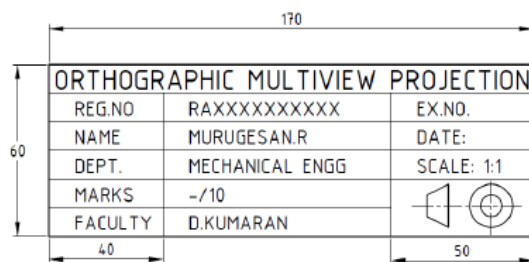 170
ORTHOGRAPHIC MULTIVIEW PROJECTION
REG.NO RAXXXXXXXXXX EX.NO.
NAME MURUGESAN.R DATE:
60
DEPT. MECHANICAL ENGG SCALE: 1:1
MARKS -/10
FACULTY D.KUMARAN
40 50